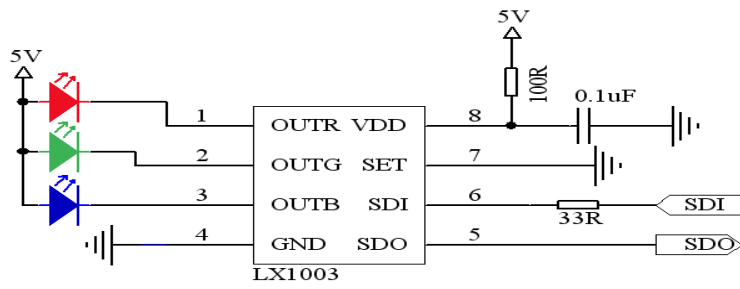 5V
5V
100R
0.1uF
1 OUTR VDD 8
2 OUTG SET 7
3 OUTB SDI 6
33R
SDI
4 GND SDO 5
SDO
LX1003